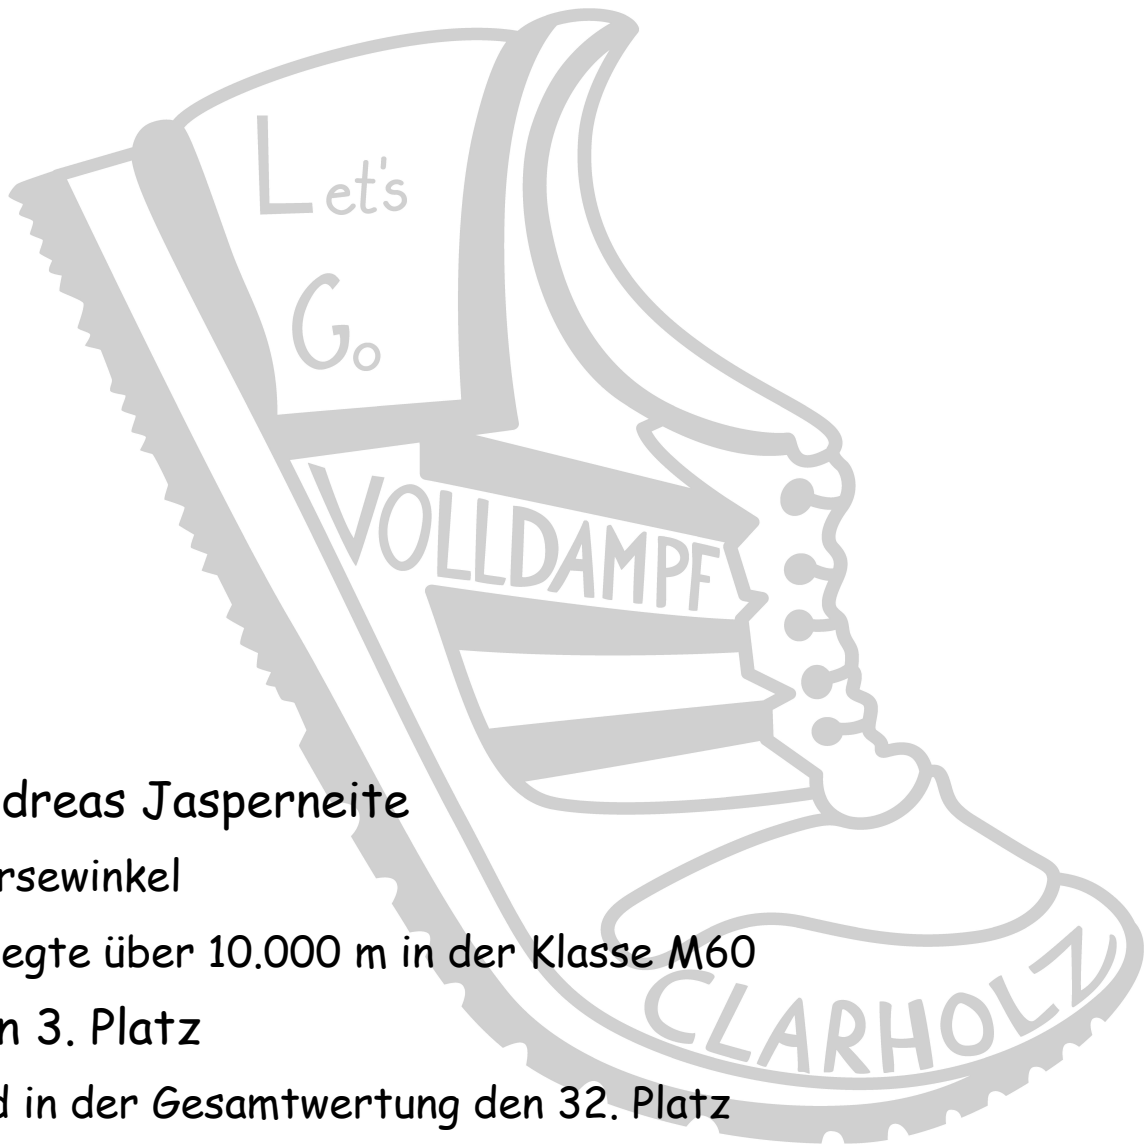 Let's
Go
VOLLDAMPF
dreas Jasperneite
rsewinkel
egte über 10.000 m in der Klasse M60
n 3. Platz
CLARHOLZ
d in der Gesamtwertung den 32. Platz